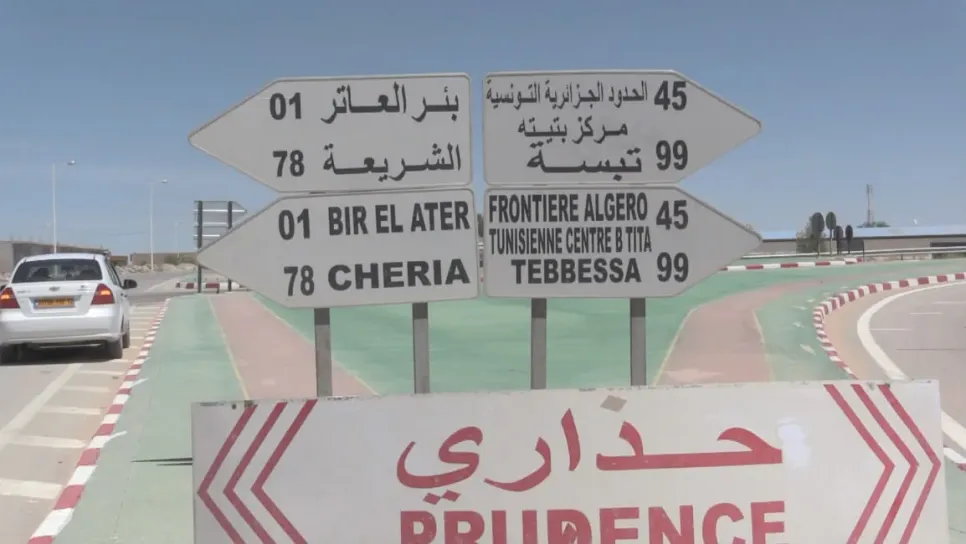 01 بئر العاتر
78 الشريعة
الحدود الجزائرية التونسية 45
مركز بتيته
تبسة 99
01 BIR EL ATER
78 CHERIA
FRONTIERE ALGERO 45
TUNISIENNE CENTRE B TITA
TEBBESSA 99
حذاري
PRUDENCE